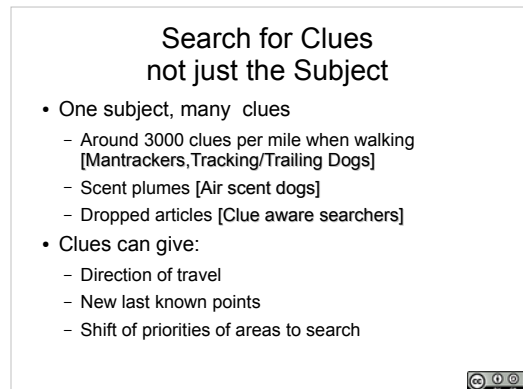 Search for Clues
not just the Subject
• One subject, many clues
– Around 3000 clues per mile when walking
[Mantrackers,Tracking/Trailing Dogs]
– Scent plumes [Air scent dogs]
– Dropped articles [Clue aware searchers]
• Clues can give:
– Direction of travel
– New last known points
– Shift of priorities of areas to search
cc